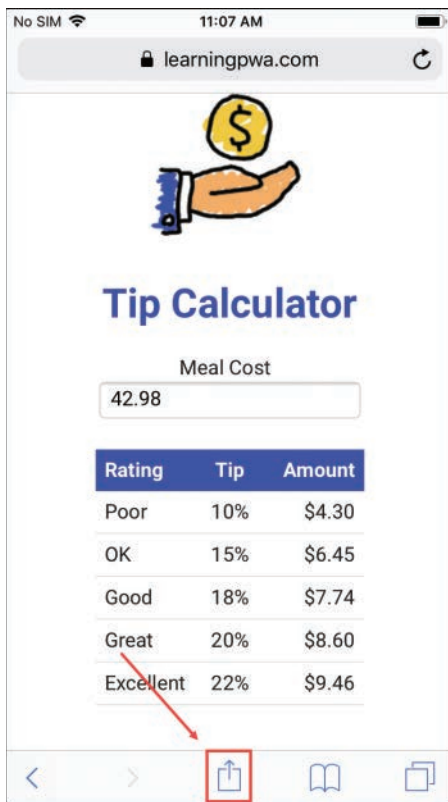 No SIM 11:07 AM
learningpwa.com
$
Tip Calculator
Meal Cost
42.98
Rating Tip Amount
Poor 10% $4.30
OK 15% $6.45
Good 18% $7.74
Great 20% $8.60
Excellent 22% $9.46